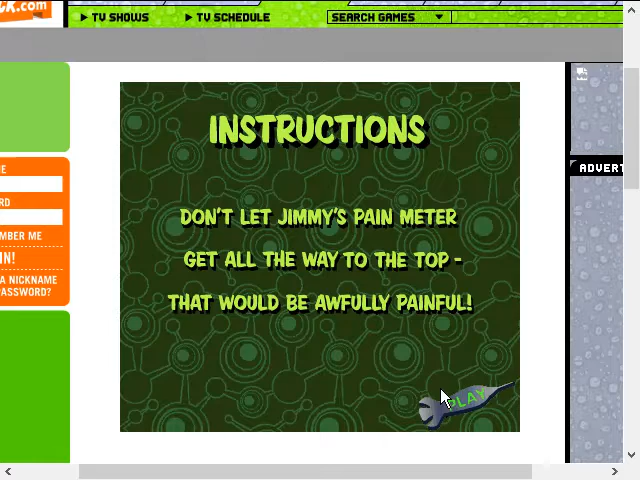 CK.com
TV SHOWS
TV SCHEDULE
SEARCH GAMES
ADVERT
ME
RD
MBER ME
IN!
A NICKNAME
PASSWORD?
INSTRUCTIONS
DON'T LET JIMMY'S PAIN METER
GET ALL THE WAY TO THE TOP -
THAT WOULD BE AWFULLY PAINFUL!
PLAY